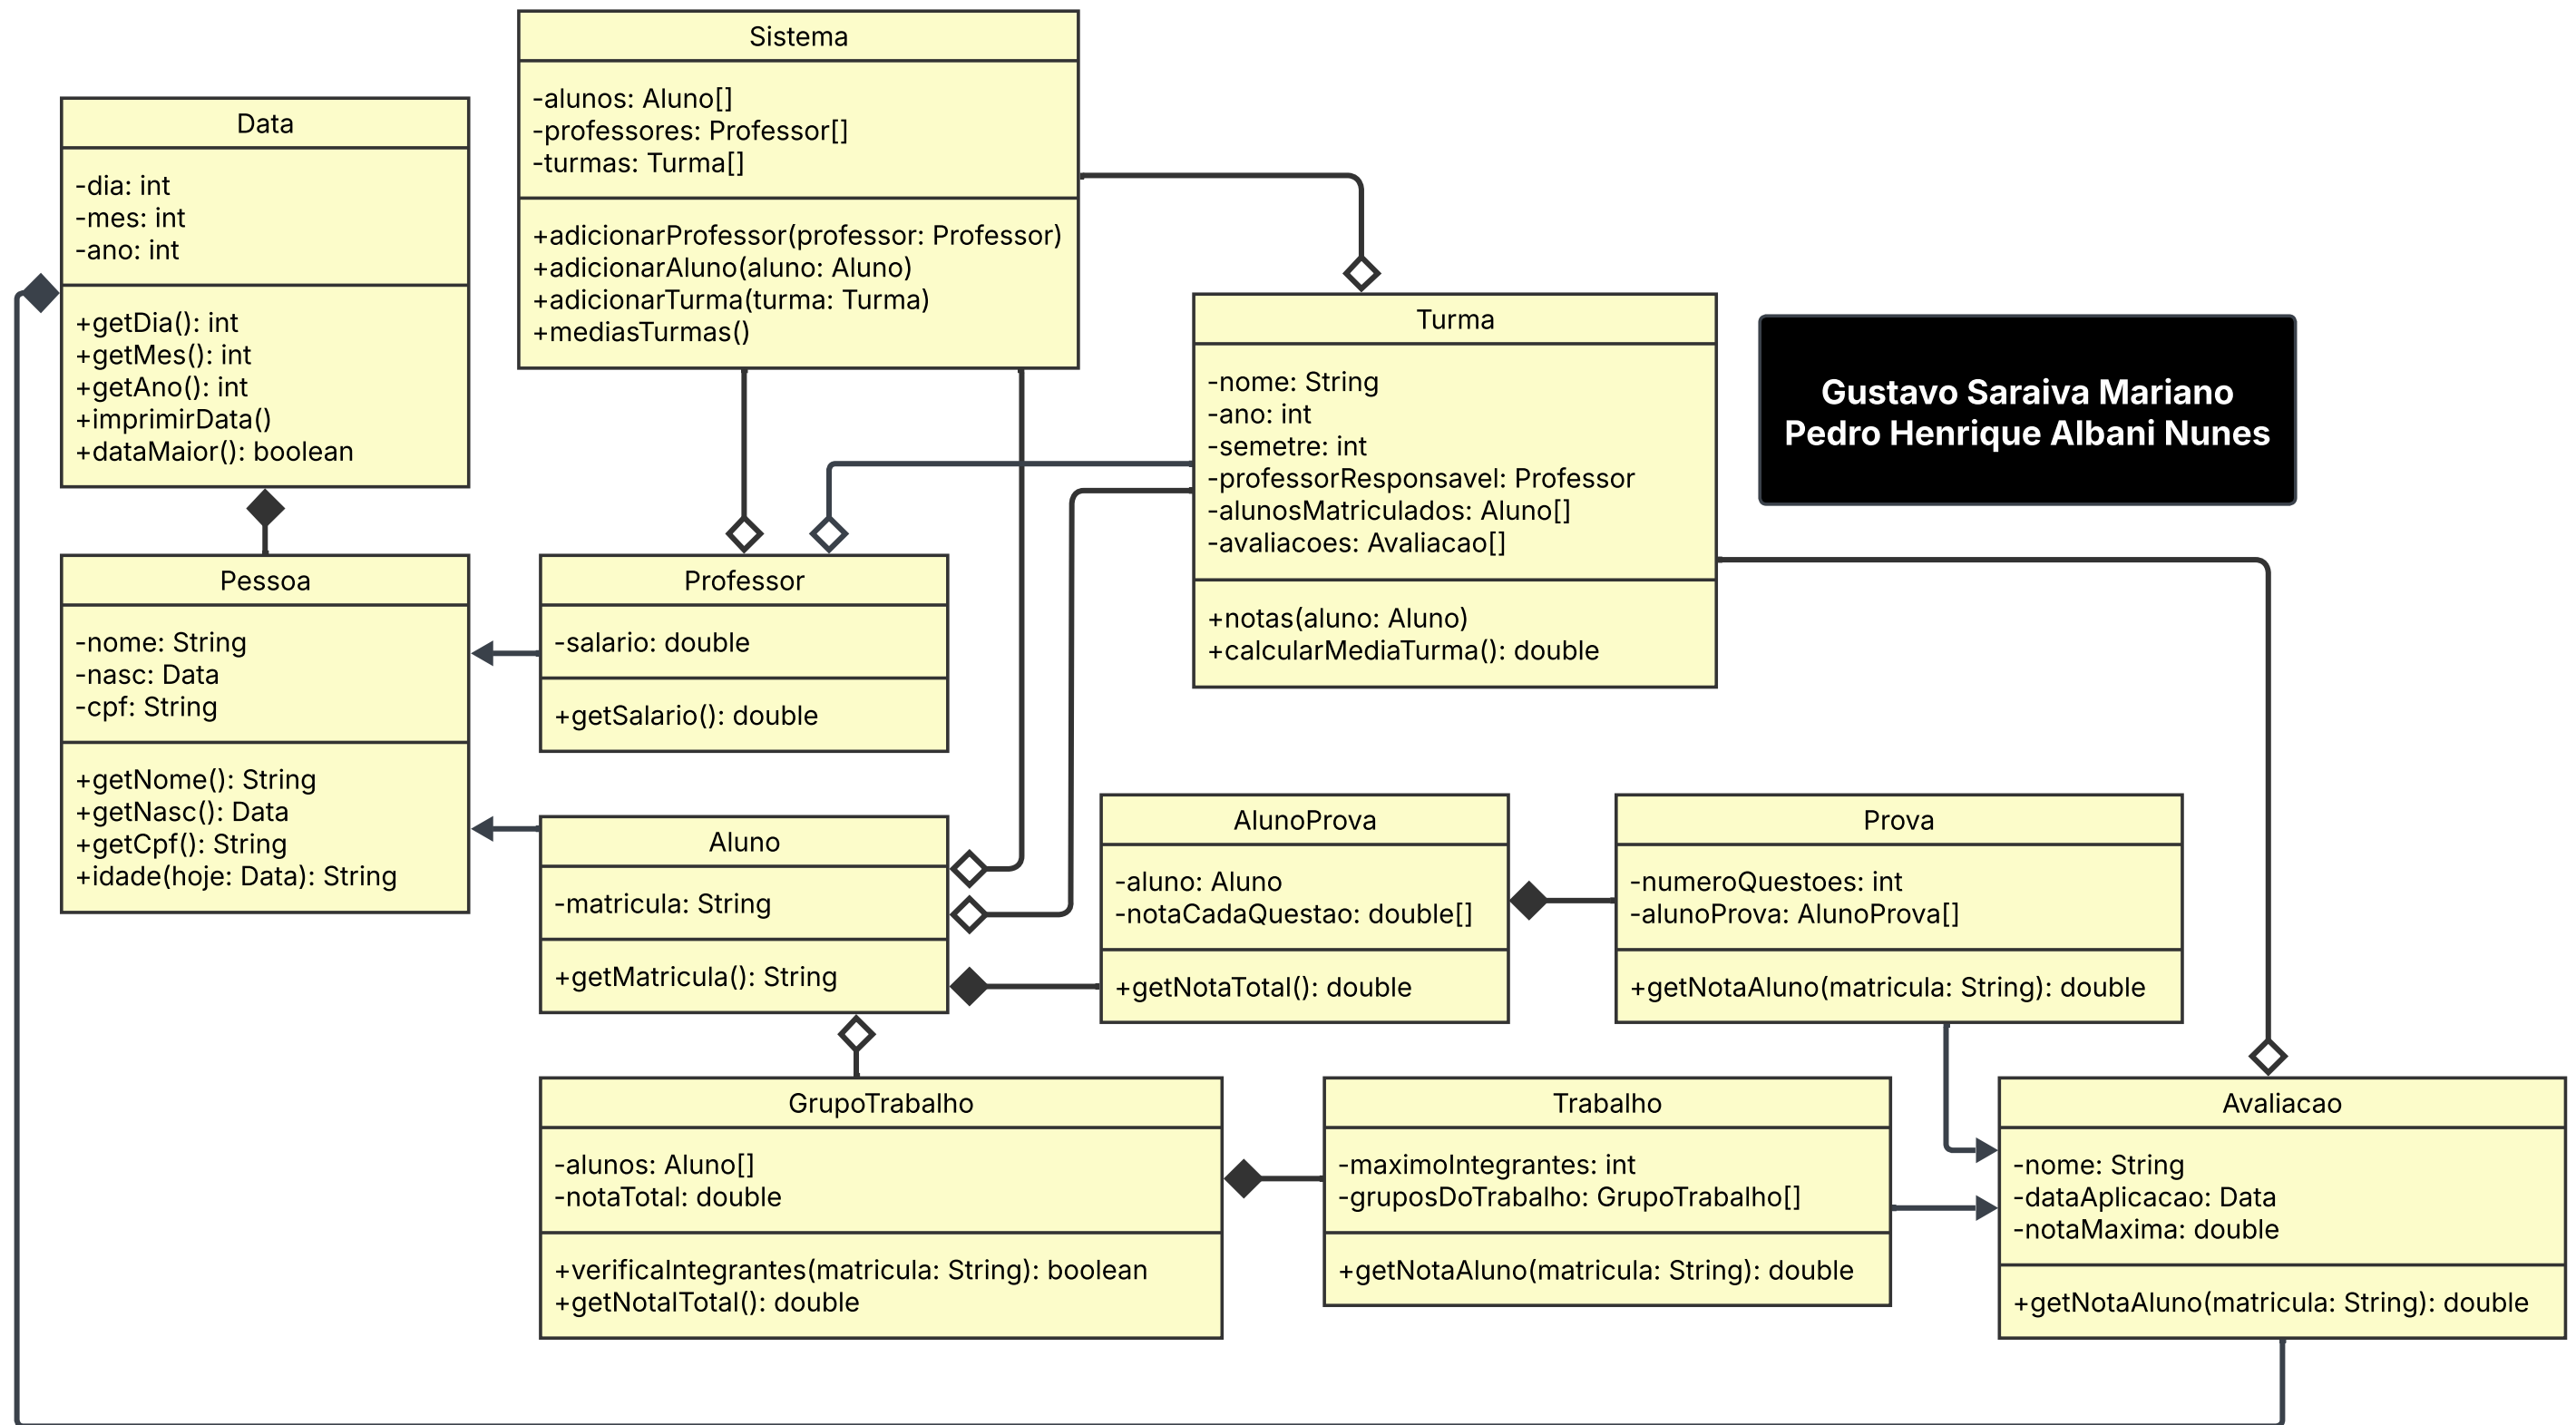 Sistema
-alunos: Aluno[]
-professores: Professor[]
-turmas: Turma[]
+adicionarProfessor(professor: Professor)
+adicionarAluno(aluno: Aluno)
+adicionarTurma(turma: Turma)
+mediasTurmas()
Data
-dia: int
-mes: int
-ano: int
+getDia(): int
+getMes(): int
+getAno(): int
+imprimirData()
+dataMaior(): boolean
Turma
-nome: String
-ano: int
-semetre: int
-professorResponsavel: Professor
-alunosMatriculados: Aluno[]
-avaliacoes: Avaliacao[]
+notas(aluno: Aluno)
+calcularMediaTurma(): double
Gustavo Saraiva Mariano
Pedro Henrique Albani Nunes
Pessoa
-nome: String
-nasc: Data
-cpf: String
+getNome(): String
+getNasc(): Data
+getCpf(): String
+idade(hoje: Data): String
Professor
-salario: double
+getSalario(): double
Aluno
-matricula: String
+getMatricula(): String
AlunoProva
-aluno: Aluno
-notaCadaQuestao: double[]
+getNotaTotal(): double
Prova
-numeroQuestoes: int
-alunoProva: AlunoProva[]
+getNotaAluno(matricula: String): double
GrupoTrabalho
-alunos: Aluno[]
-notaTotal: double
+verificaIntegrantes(matricula: String): boolean
+getNotalTotal(): double
Trabalho
-maximoIntegrantes: int
-gruposDoTrabalho: GrupoTrabalho[]
+getNotaAluno(matricula: String): double
Avaliacao
-nome: String
-dataAplicacao: Data
-notaMaxima: double
+getNotaAluno(matricula: String): double